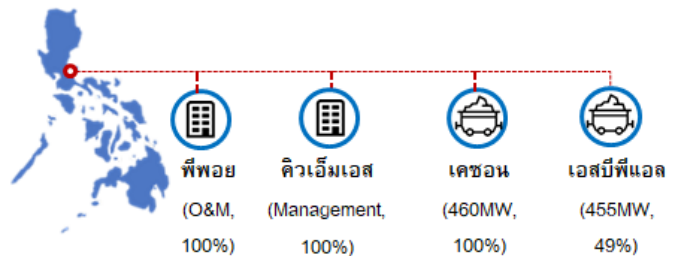 พีพอย คิวเอ็มเอส เคซอน เอสบีพีแอล
(O&M, (Management, (460MW, (455MW,
100%) 100%) 100%) 49%)